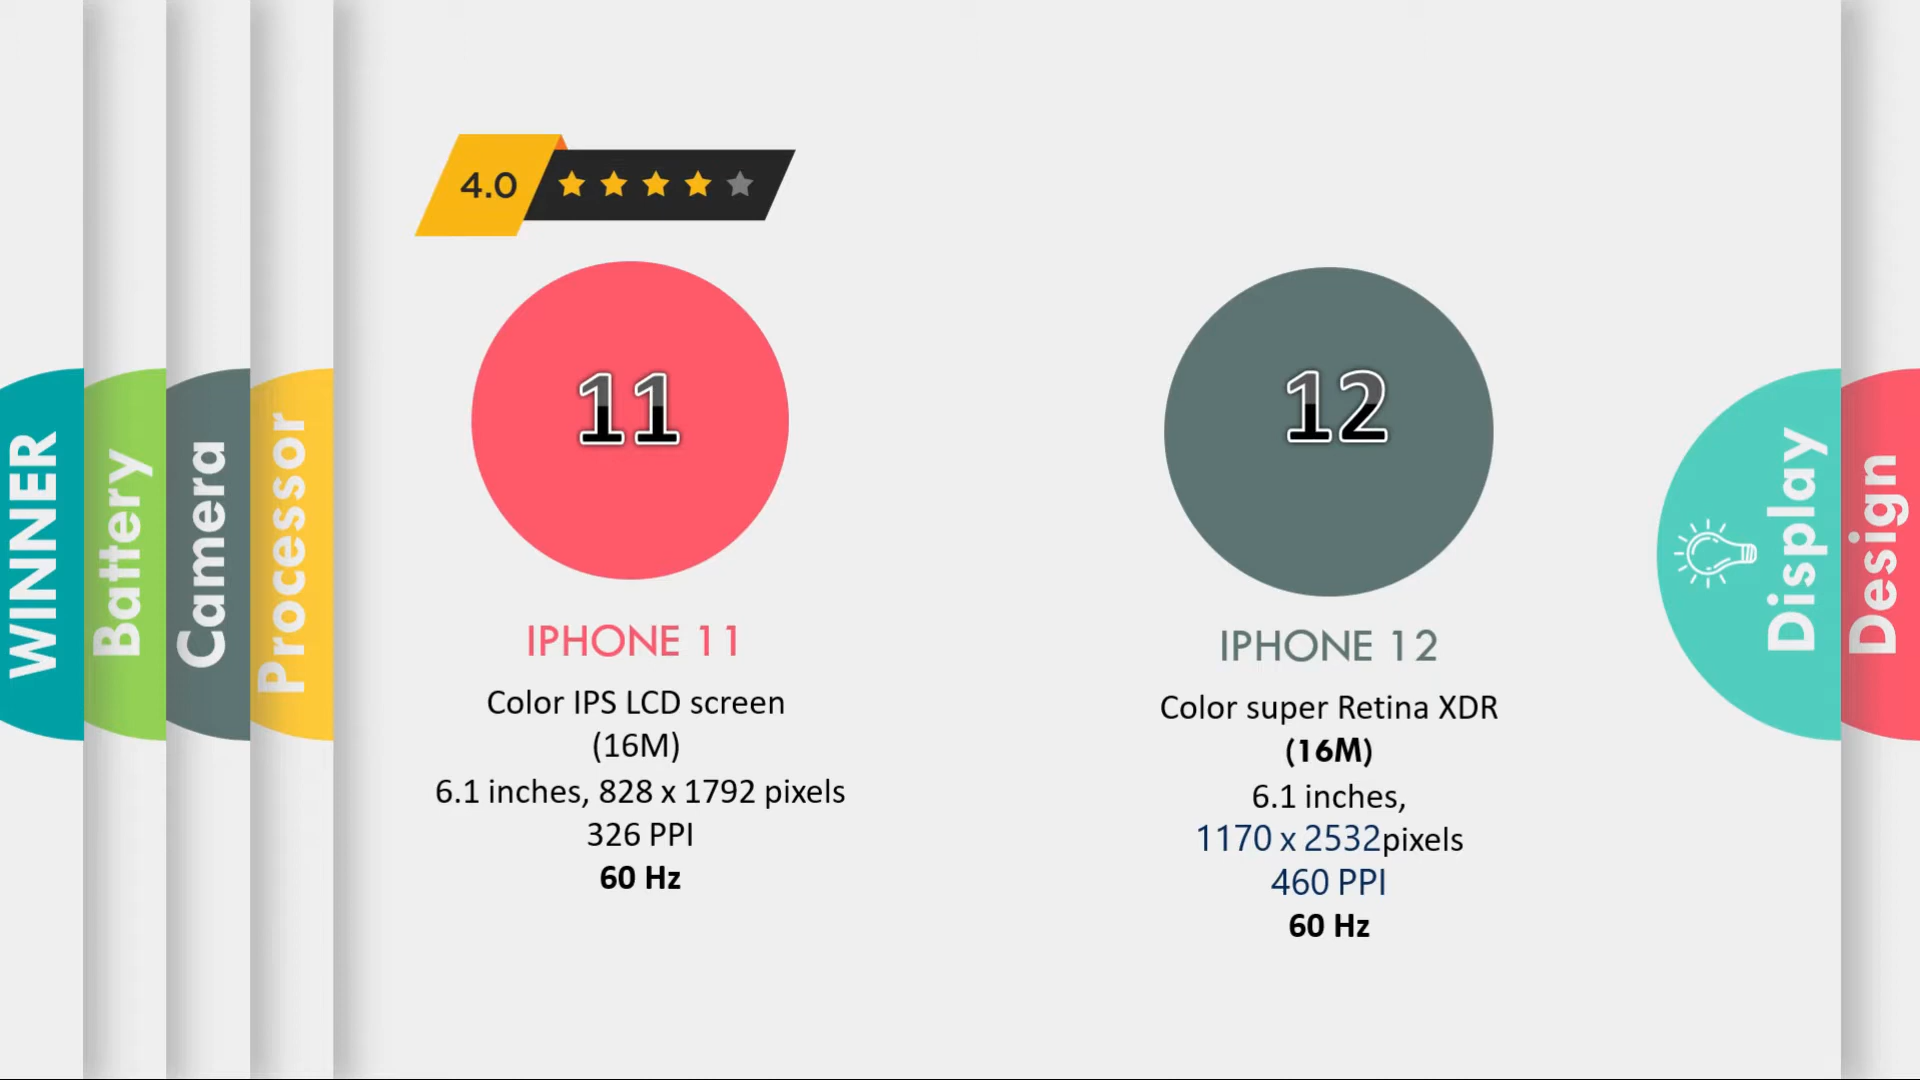 WINNER
Battery
Camera
Processor
4.0
11
IPHONE 11
Color IPS LCD screen
(16M)
6.1 inches, 828 x 1792 pixels
326 PPI
60 Hz
12
IPHONE 12
Color super Retina XDR
(16M)
6.1 inches,
1170 x 2532pixels
460 PPI
60 Hz
Display
Design